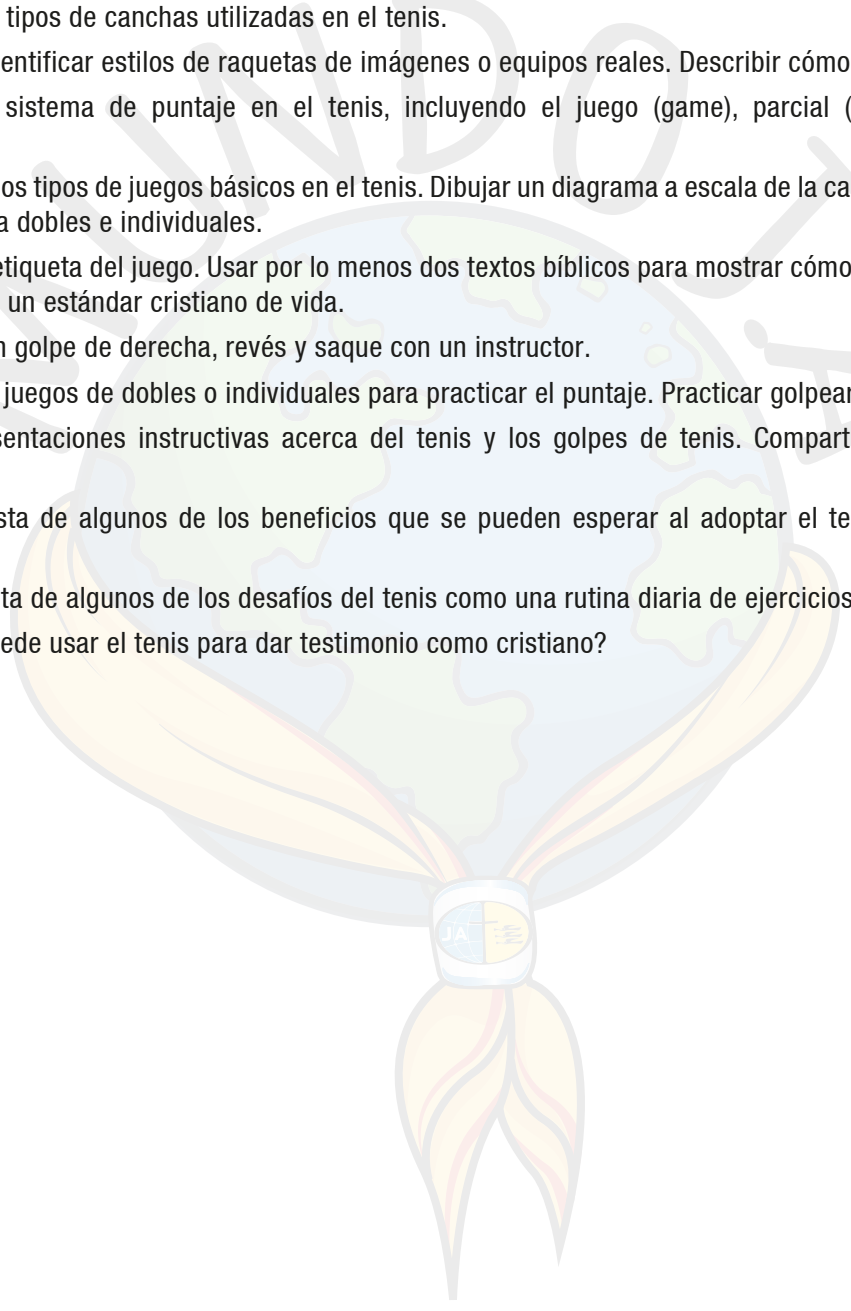 tipos de canchas utilizadas en el tenis.
entificar estilos de raquetas de imágenes o equipos reales. Describir cómo
sistema de puntaje en el tenis, incluyendo el juego (game), parcial (
os tipos de juegos básicos en el tenis. Dibujar un diagrama a escala de la ca
a dobles e individuales.
etiqueta del juego. Usar por lo menos dos textos bíblicos para mostrar cómo
un estándar cristiano de vida.
n golpe de derecha, revés y saque con un instructor.
juegos de dobles o individuales para practicar el puntaje. Practicar golpear
sentaciones instructivas acerca del tenis y los golpes de tenis. Compart
sta de algunos de los beneficios que se pueden esperar al adoptar el te
ta de algunos de los desafíos del tenis como una rutina diaria de ejercicios
ede usar el tenis para dar testimonio como cristiano?
MUNDO JA
JA